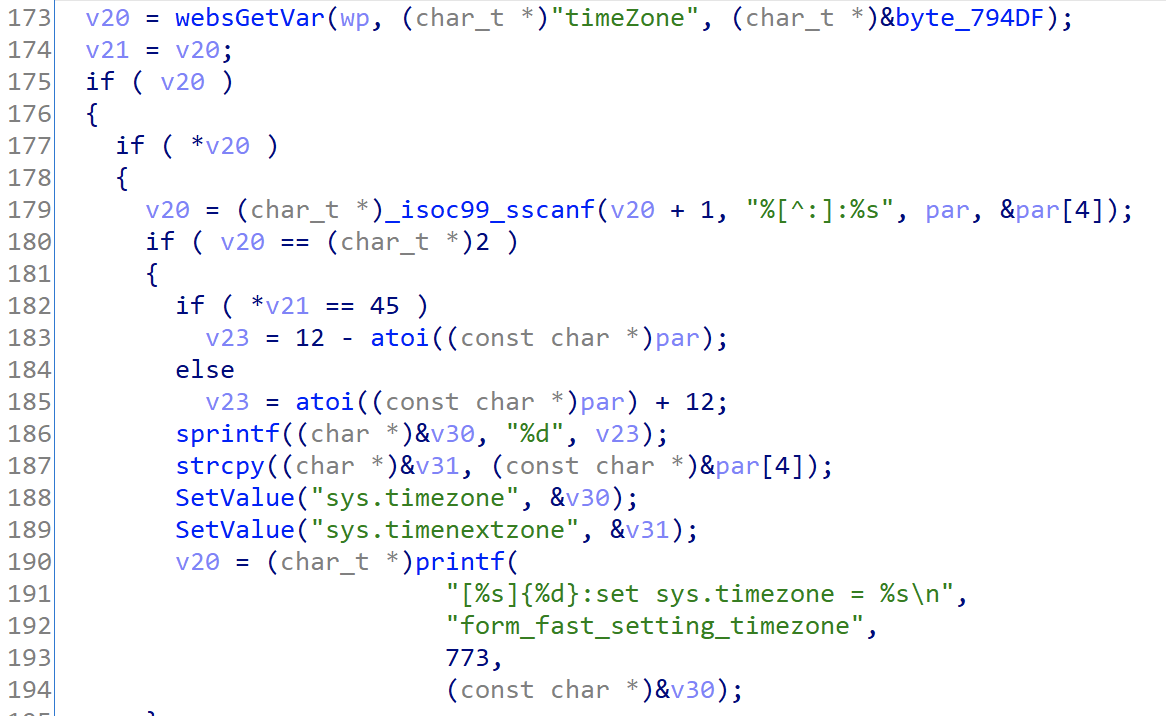 173 v20 = websGetVar(wp, (char_t *)"timeZone", (char_t *)&byte_794DF);
174 v21 = v20;
175 if ( v20 )
176 {
177 if ( *v20 )
178 {
179 v20 = (char_t *)_isoc99_sscanf(v20 + 1, "%[^:]:%s", par, &par[4]);
180 if ( v20 == (char_t *)2 )
181 {
182 if ( *v21 == 45 )
183 v23 = 12 - atoi((const char *)par);
184 else
185 v23 = atoi((const char *)par) + 12;
186 sprintf((char *)&v30, "%d", v23);
187 strcpy((char *)&v31, (const char *)&par[4]);
188 SetValue("sys.timezone", &v30);
189 SetValue("sys.timenextzone", &v31);
190 v20 = (char_t *)printf(
191 "[%s]{%d}:set sys.timezone = %s\n",
192 "form_fast_setting_timezone",
193 773,
194 (const char *)&v30);